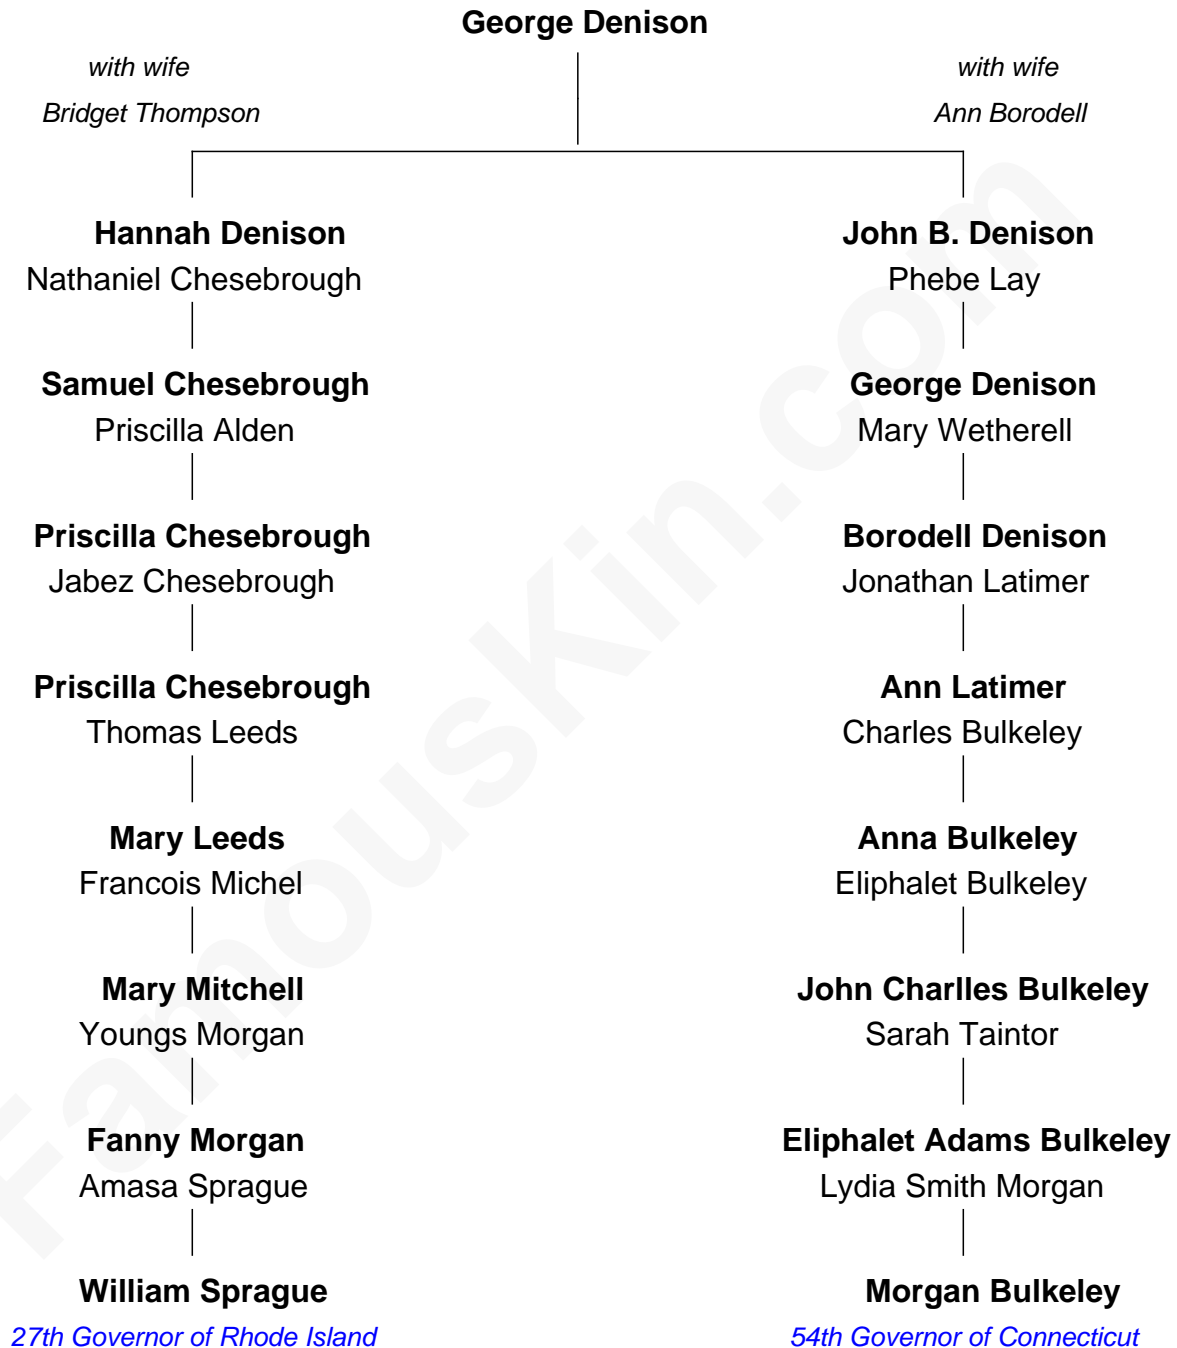 George Denison
with wife
Bridget Thompson
with wife
Ann Borodell
Hannah Denison
Nathaniel Chesebrough
John B. Denison
Phebe Lay
Samuel Chesebrough
Priscilla Alden
George Denison
Mary Wetherell
Priscilla Chesebrough
Jabez Chesebrough
Borodell Denison
Jonathan Latimer
Priscilla Chesebrough
Thomas Leeds
Ann Latimer
Charles Bulkeley
Mary Leeds
Francois Michel
Anna Bulkeley
Eliphalet Bulkeley
Mary Mitchell
Youngs Morgan
John Charlles Bulkeley
Sarah Taintor
Fanny Morgan
Amasa Sprague
Eliphalet Adams Bulkeley
Lydia Smith Morgan
William Sprague
27th Governor of Rhode Island
Morgan Bulkeley
54th Governor of Connecticut
FamousKin.com